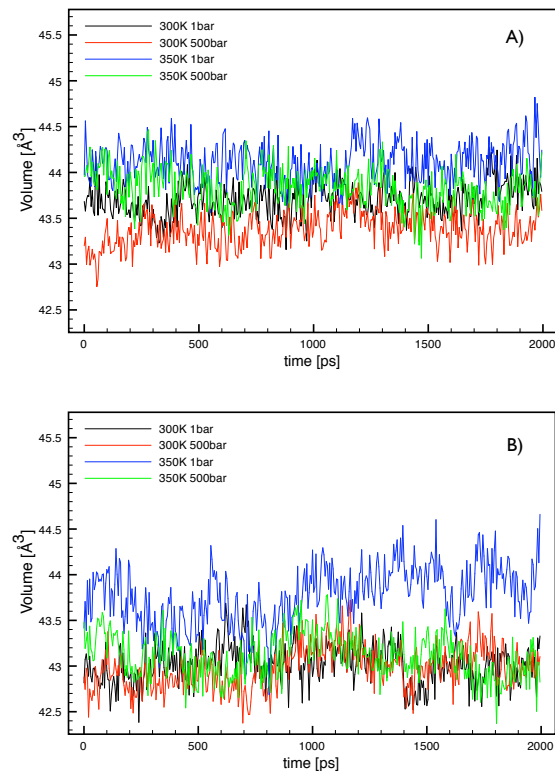 A)
300K 1bar
300K 500bar
350K 1bar
350K 500bar
45.5
45
44.5
44
43.5
43
42.5
Volume [Å3]
0 500 1000 1500 2000
time [ps]
B)
300K 1bar
300K 500bar
350K 1bar
350K 500bar
45.5
45
44.5
44
43.5
43
42.5
Volume [Å3]
0 500 1000 1500 2000
time [ps]